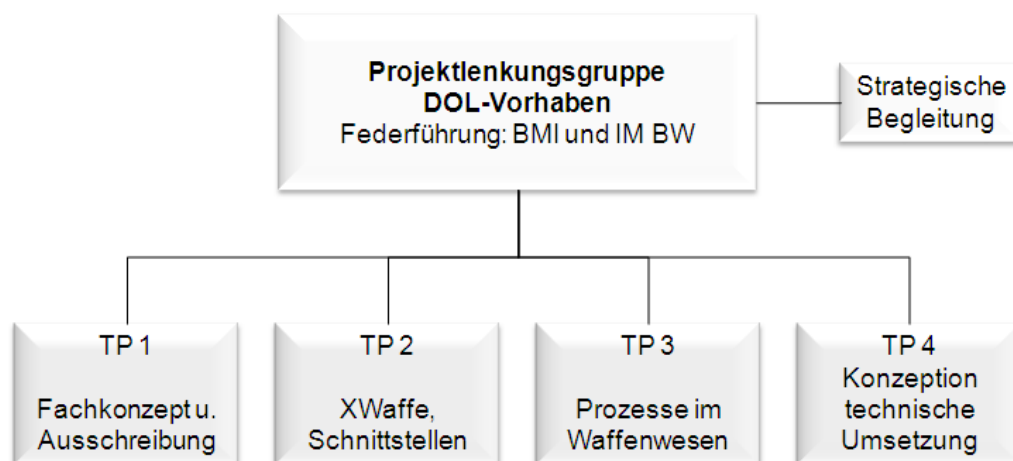 Projektlenkungsgruppe
DOL-Vorhaben
Federführung: BMI und IM BW
Strategische
Begleitung
TP 1
Fachkonzept u.
Ausschreibung
TP 2
XWaffe,
Schnittstellen
TP 3
Prozesse im
Waffenwesen
TP 4
Konzeption
technische
Umsetzung